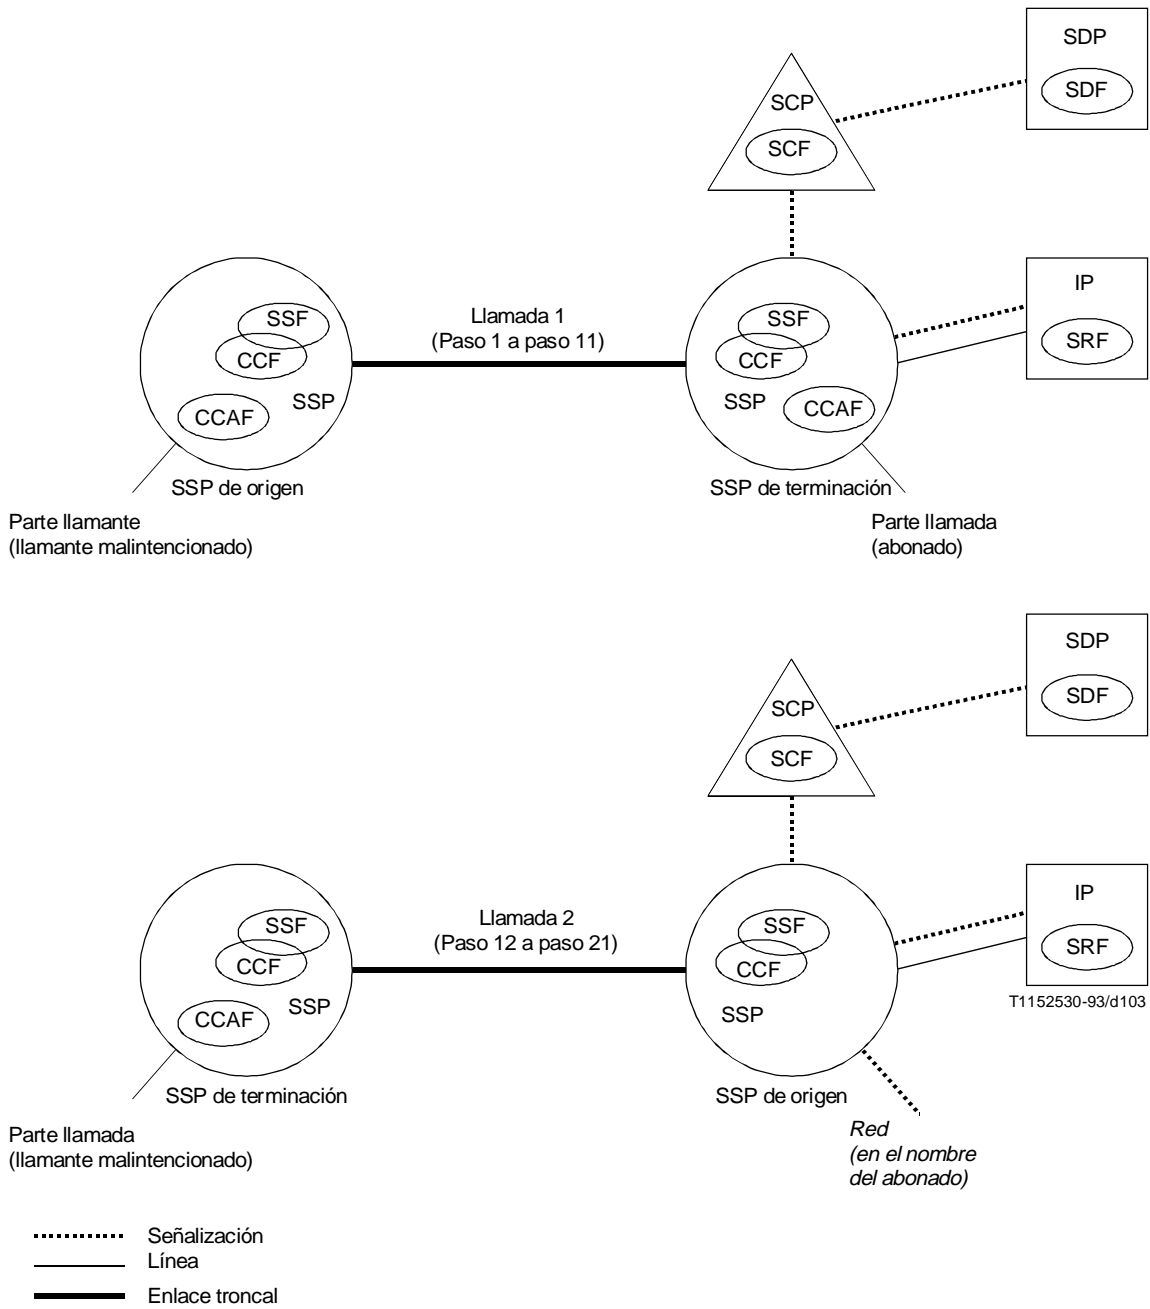 SDP
SDF
SCP
SCF
IP
SRF
SSF
CCF
CCAF
SSP
Llamada 1
(Paso 1 a paso 11)
SSF
CCF
SSP
CCAF
SSP de origen
SSP de terminación
Parte llamante
(llamante malintencionado)
Parte llamada
(abonado)
SDP
SDF
SCP
SCF
IP
SRF
T1152530-93/d103
SSF
CCF
CCAF
SSP
Llamada 2
(Paso 12 a paso 21)
SSF
CCF
SSP
SSP de terminación
SSP de origen
Parte llamada
(llamante malintencionado)
Red
(en el nombre
del abonado)
Señalización
Línea
Enlace troncal